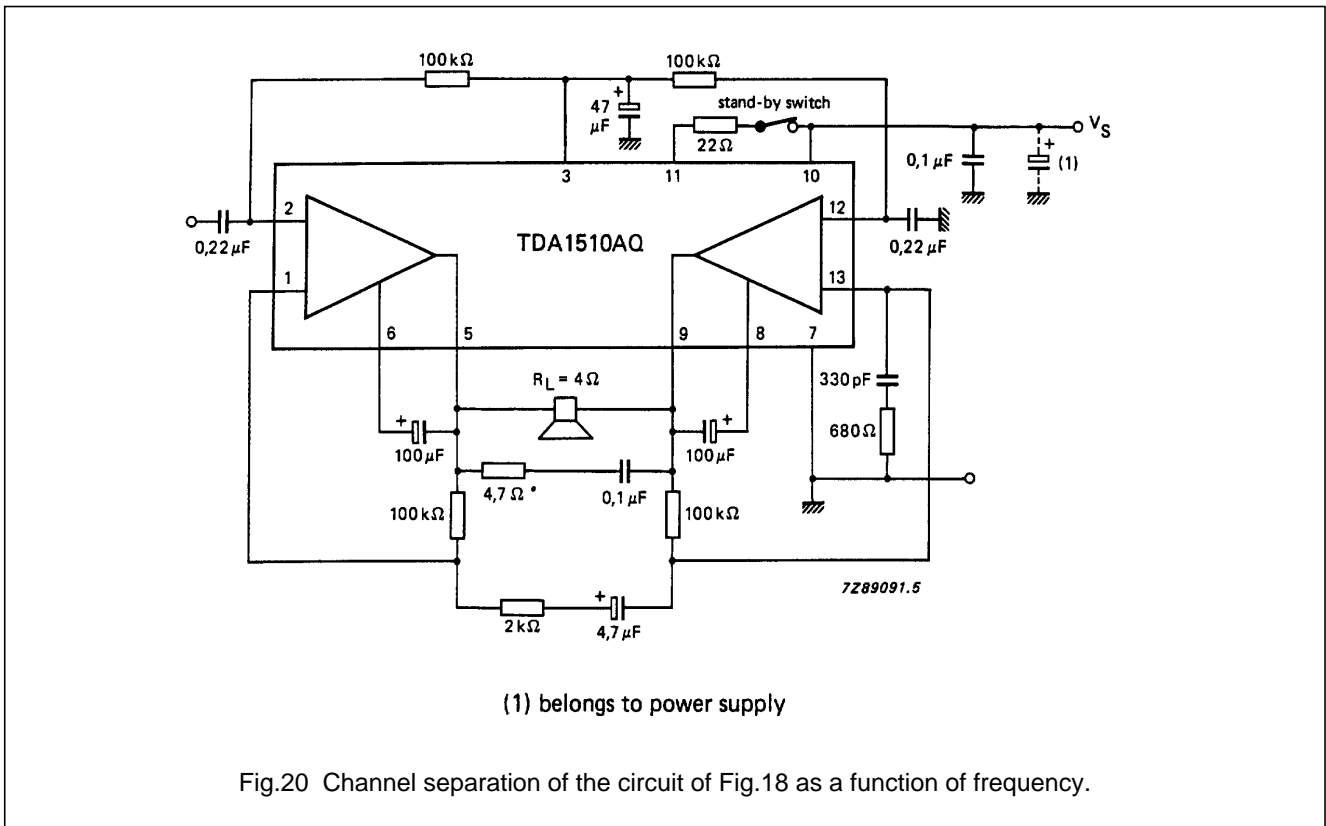 100 kΩ
100 kΩ
+
47
μF
stand-by switch
22Ω
V_S
0,1 μF
+
(1)
3
11
10
2
12
0,22 μF
TDA1510AQ
0,22 μF
1
13
6
5
9
8
7
R_L = 4Ω
330 pF
+
100 μF
+
100 μF
680Ω
4,7 Ω
0,1 μF
100 kΩ
100 kΩ
7Z89091.5
+
2 kΩ
4,7 μF
(1) belongs to power supply
Fig.20 Channel separation of the circuit of Fig.18 as a function of frequency.